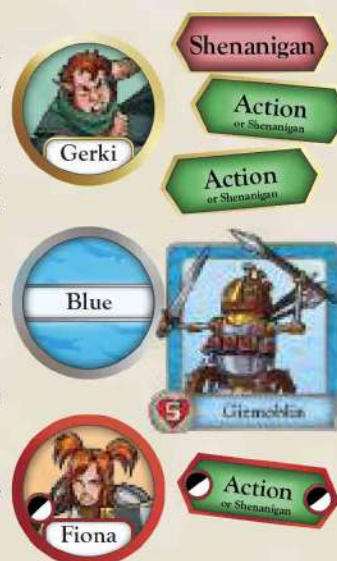 Shenanigan
Action
or Shenanigan
Gerki
Action
or Shenanigan
Blue
5
Gizmoblin
Action
or Shenanigan
Fiona